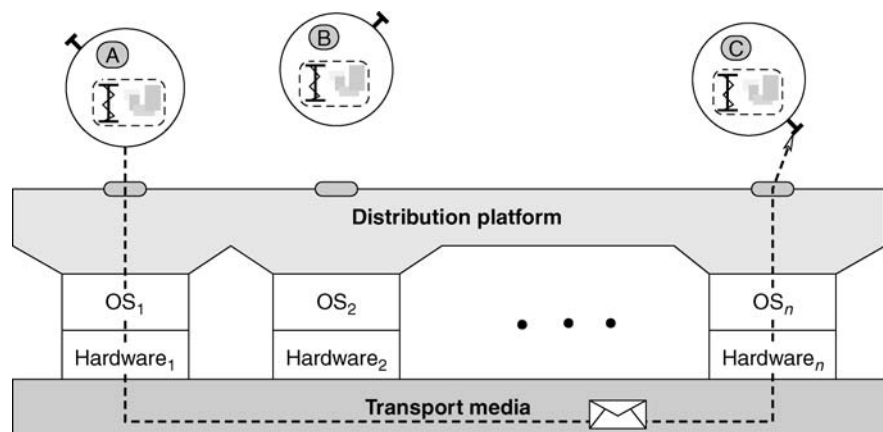 A
B
C
Distribution platform
OS₁
OS₂
OSₙ
Hardware₁
Hardware₂
Hardwareₙ
Transport media